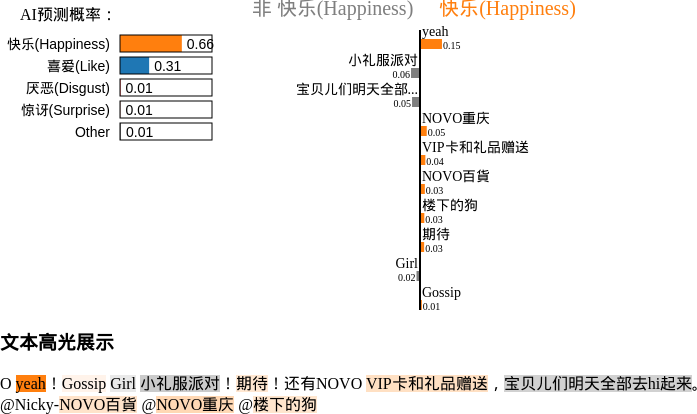 AI预测概率：
快乐(Happiness) 0.66
喜爱(Like) 0.31
厌恶(Disgust) 0.01
惊讶(Surprise) 0.01
Other 0.01
非 快乐(Happiness) 快乐(Happiness)
yeah
0.15
小礼服派对
0.06
宝贝儿们明天全部...
0.05
NOVO重庆
0.05
VIP卡和礼品赠送
0.04
NOVO百貨
0.03
楼下的狗
0.03
期待
0.03
Girl
0.02
Gossip
0.01
文本高光展示
O yeah！Gossip Girl 小礼服派对！期待！还有NOVO VIP卡和礼品赠送，宝贝儿们明天全部去hi起来。
@Nicky-NOVO百貨 @NOVO重庆 @楼下的狗